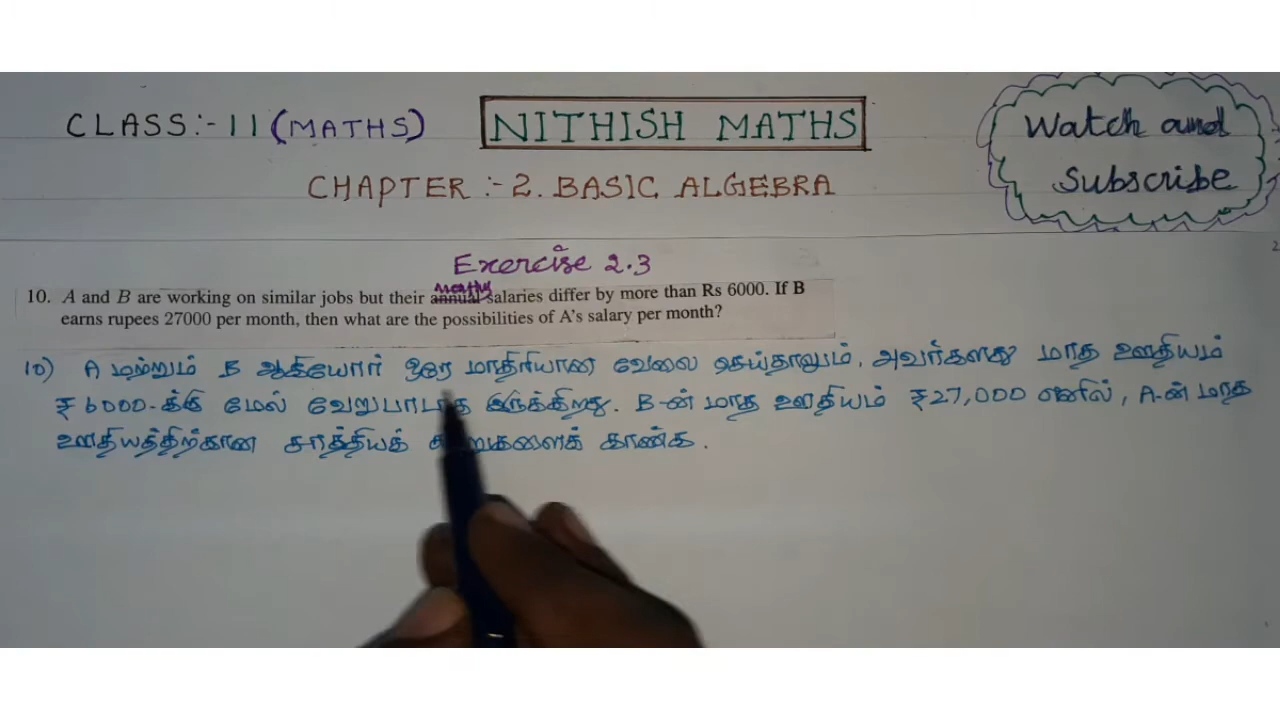 CLASS:- 11 (MATHS)
NITHISH MATHS
Watch and
Subscribe
CHAPTER :- 2. BASIC ALGEBRA
Exercise 2.3
monthly
10. A and B are working on similar jobs but their annual salaries differ by more than Rs 6000. If B
earns rupees 27000 per month, then what are the possibilities of A's salary per month?
10) A மற்றும் B ஆகியோர் ஒரே மாதிரியான வேலை செய்தாலும், அவர்களது மாத ஊதியம்
₹ 6000-க்கு மேல் வேறுபாடாக இருக்கிறது. B-ன் மாத ஊதியம் ₹27,000 எனில், A-ன் மாத
ஊதியத்திற்கான சாத்தியக் காண்க.